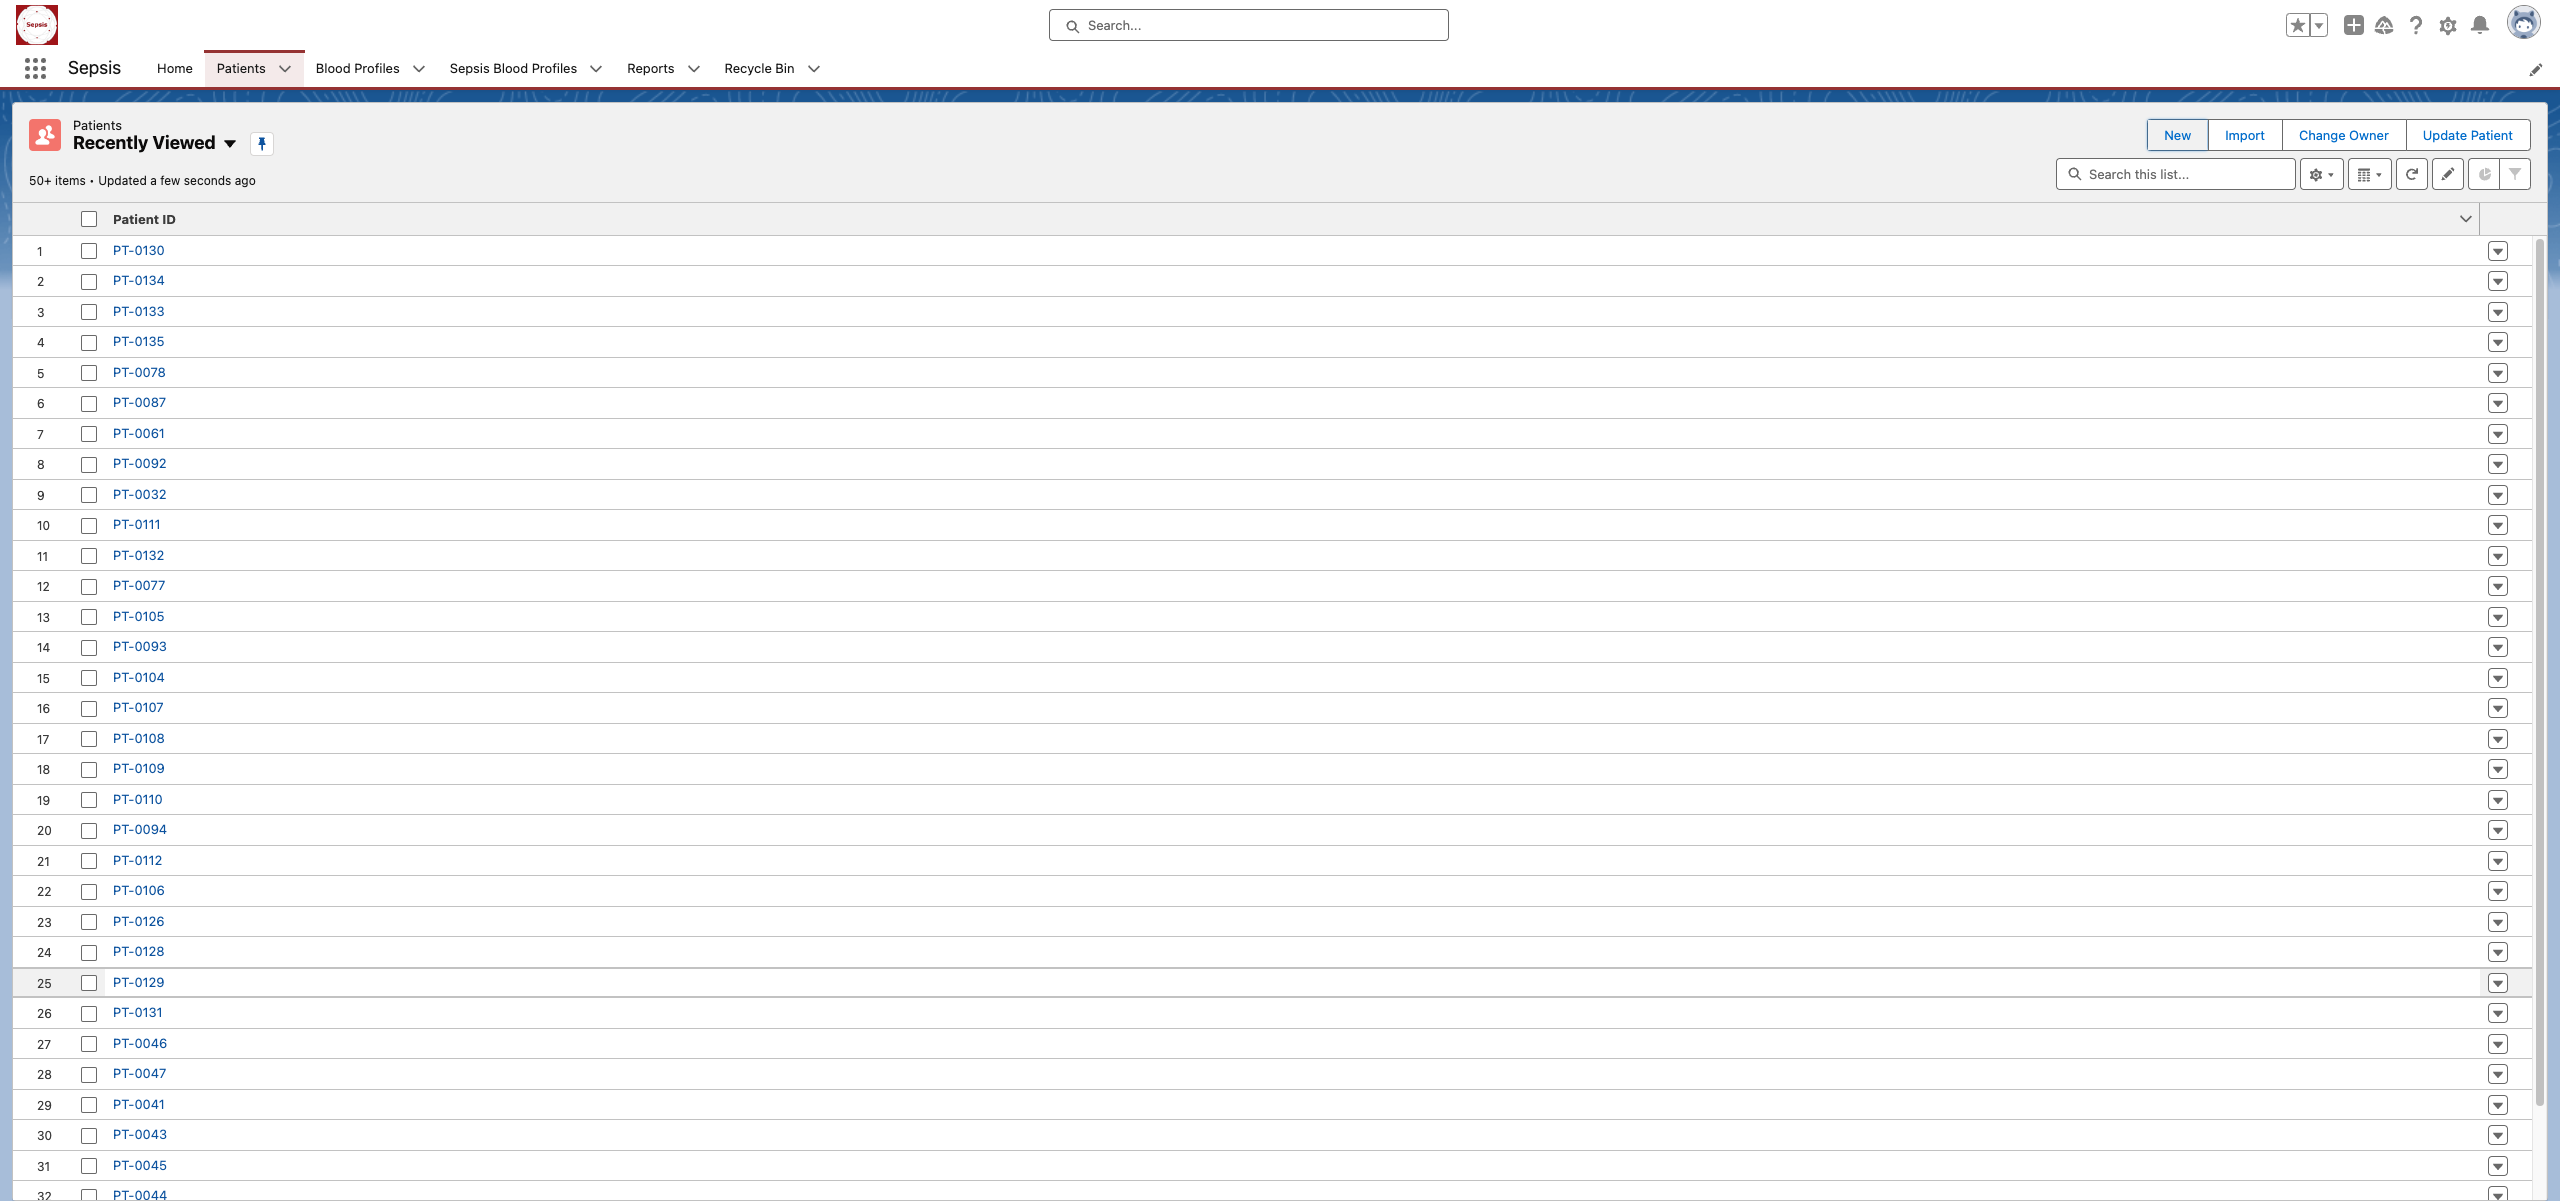 Sepsis
Search...
Sepsis
Home
Patients
Blood Profiles
Sepsis Blood Profiles
Reports
Recycle Bin
Patients
Recently Viewed
New
Import
Change Owner
Update Patient
50+ items • Updated a few seconds ago
Search this list...
Patient ID
1 PT-0130
2 PT-0134
3 PT-0133
4 PT-0135
5 PT-0078
6 PT-0087
7 PT-0061
8 PT-0092
9 PT-0032
10 PT-0111
11 PT-0132
12 PT-0077
13 PT-0105
14 PT-0093
15 PT-0104
16 PT-0107
17 PT-0108
18 PT-0109
19 PT-0110
20 PT-0094
21 PT-0112
22 PT-0106
23 PT-0126
24 PT-0128
25 PT-0129
26 PT-0131
27 PT-0046
28 PT-0047
29 PT-0041
30 PT-0043
31 PT-0045
32 PT-0044